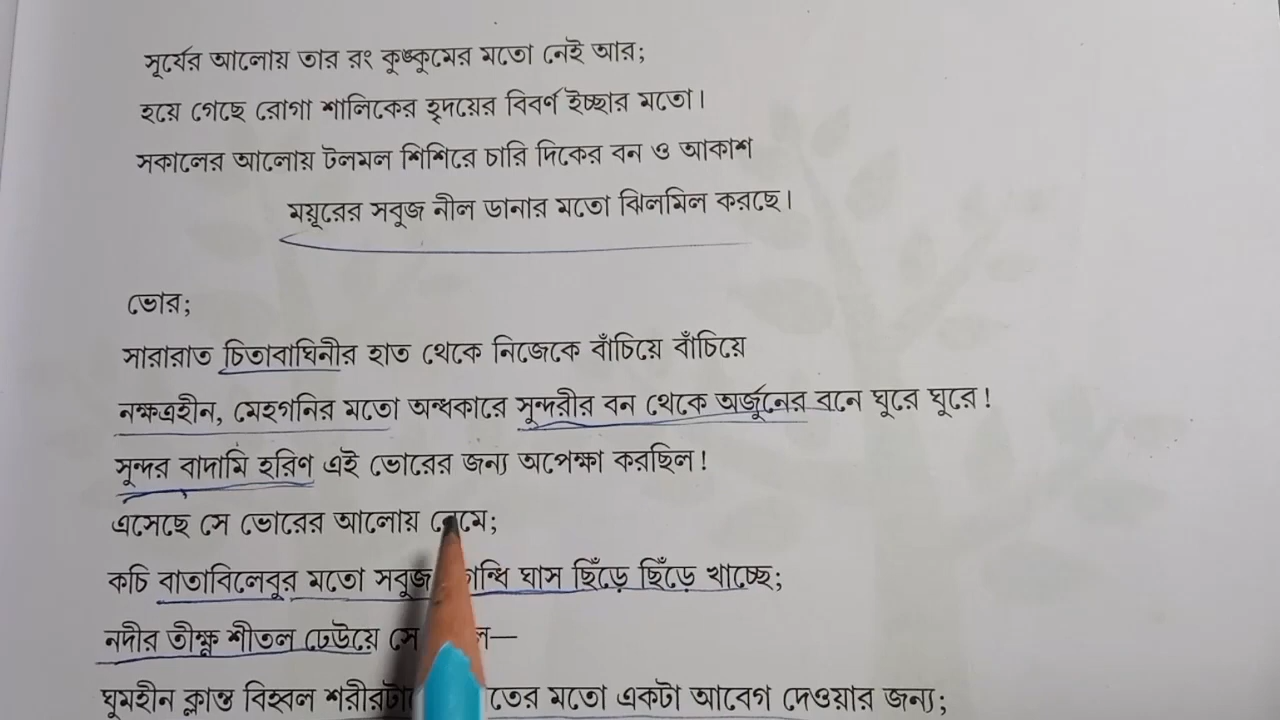 সূর্যের আলোয় তার রং কুঙ্কুমের মতো নেই আর;
হয়ে গেছে রোগা শালিকের হৃদয়ের বিবর্ণ ইচ্ছার মতো।
সকালের আলোয় টলমল শিশিরে চারি দিকের বন ও আকাশ
ময়ূরের সবুজ নীল ডানার মতো ঝিলমিল করছে।
ভোর;
সারারাত চিতাবাঘিনীর হাত থেকে নিজেকে বাঁচিয়ে বাঁচিয়ে
নক্ষত্রহীন, মেহগনির মতো অন্ধকারে সুন্দরীর বন থেকে অর্জুনের বনে ঘুরে ঘুরে!
সুন্দর বাদামি হরিণ এই ভোরের জন্য অপেক্ষা করছিল!
এসেছে সে ভোরের আলোয় নেমে;
কচি বাতাবিলেবুর মতো সবুজ ঘাস ছিঁড়ে ছিঁড়ে খাচ্ছে;
নদীর তীক্ষ্ণ শীতল ঢেউয়ে সে
ঘুমহীন ক্লান্ত বিহ্বল মতো একটা আবেগ দেওয়ার জন্য;